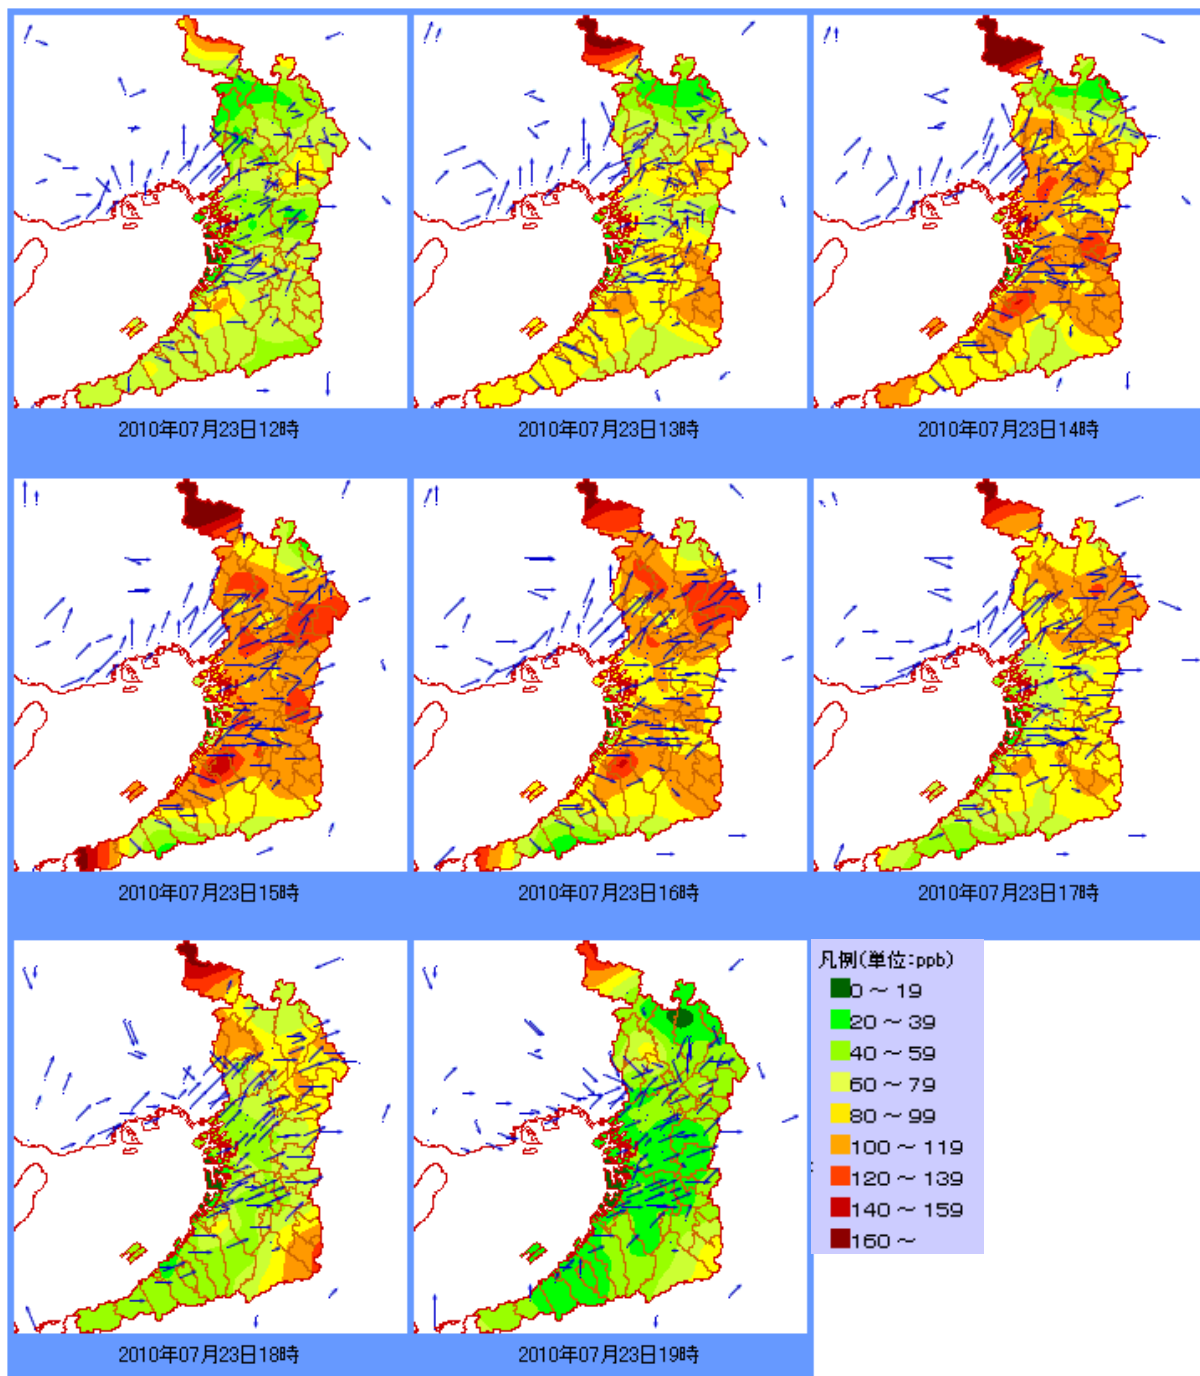 2010年07月23日12時
2010年07月23日13時
2010年07月23日14時
2010年07月23日15時
2010年07月23日16時
2010年07月23日17時
2010年07月23日18時
2010年07月23日19時
凡例(単位:ppb)
0 ～ 19
20 ～ 39
40 ～ 59
60 ～ 79
80 ～ 99
100 ～ 119
120 ～ 139
140 ～ 159
160 ～